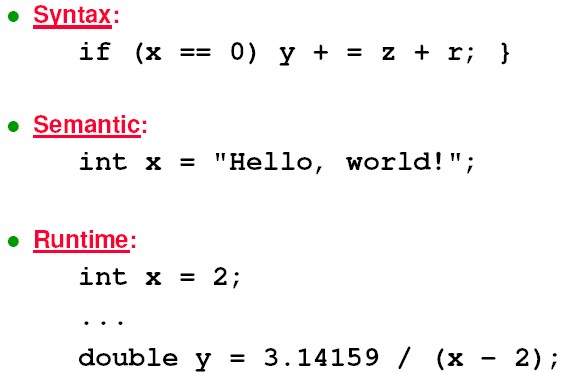 Syntax:
if (x == 0) y + = z + r; }
Semantic:
int x = "Hello, world!";
Runtime:
int x = 2;
...
double y = 3.14159 / (x – 2);